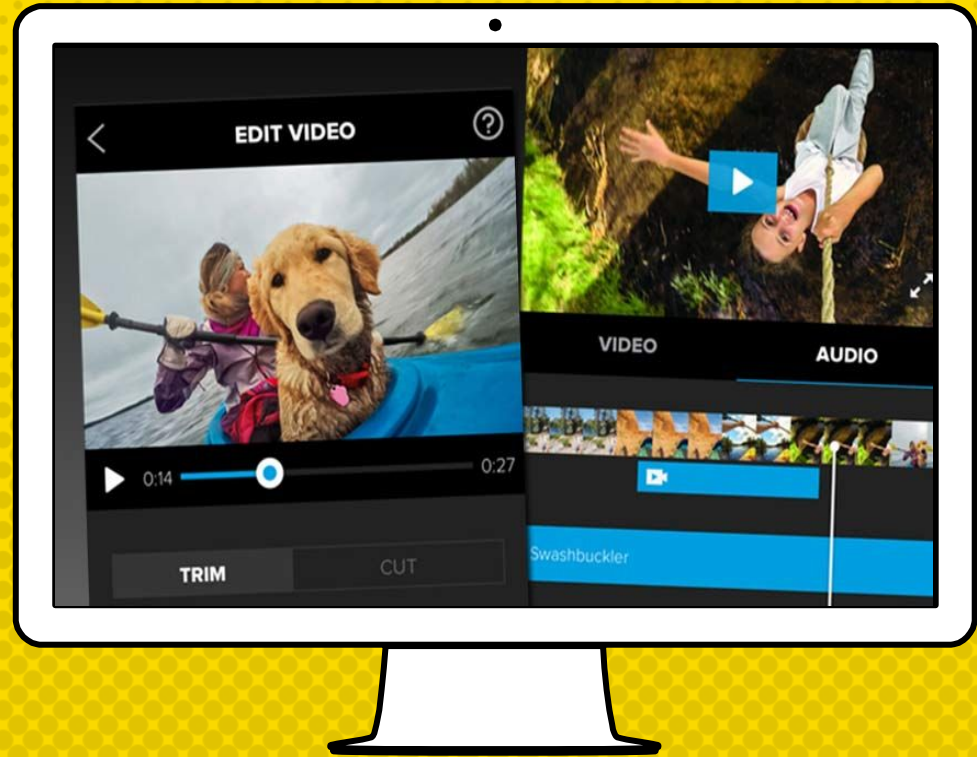 EDIT VIDEO
?
0:14
0:27
TRIM
CUT
VIDEO
AUDIO
Swashbuckler